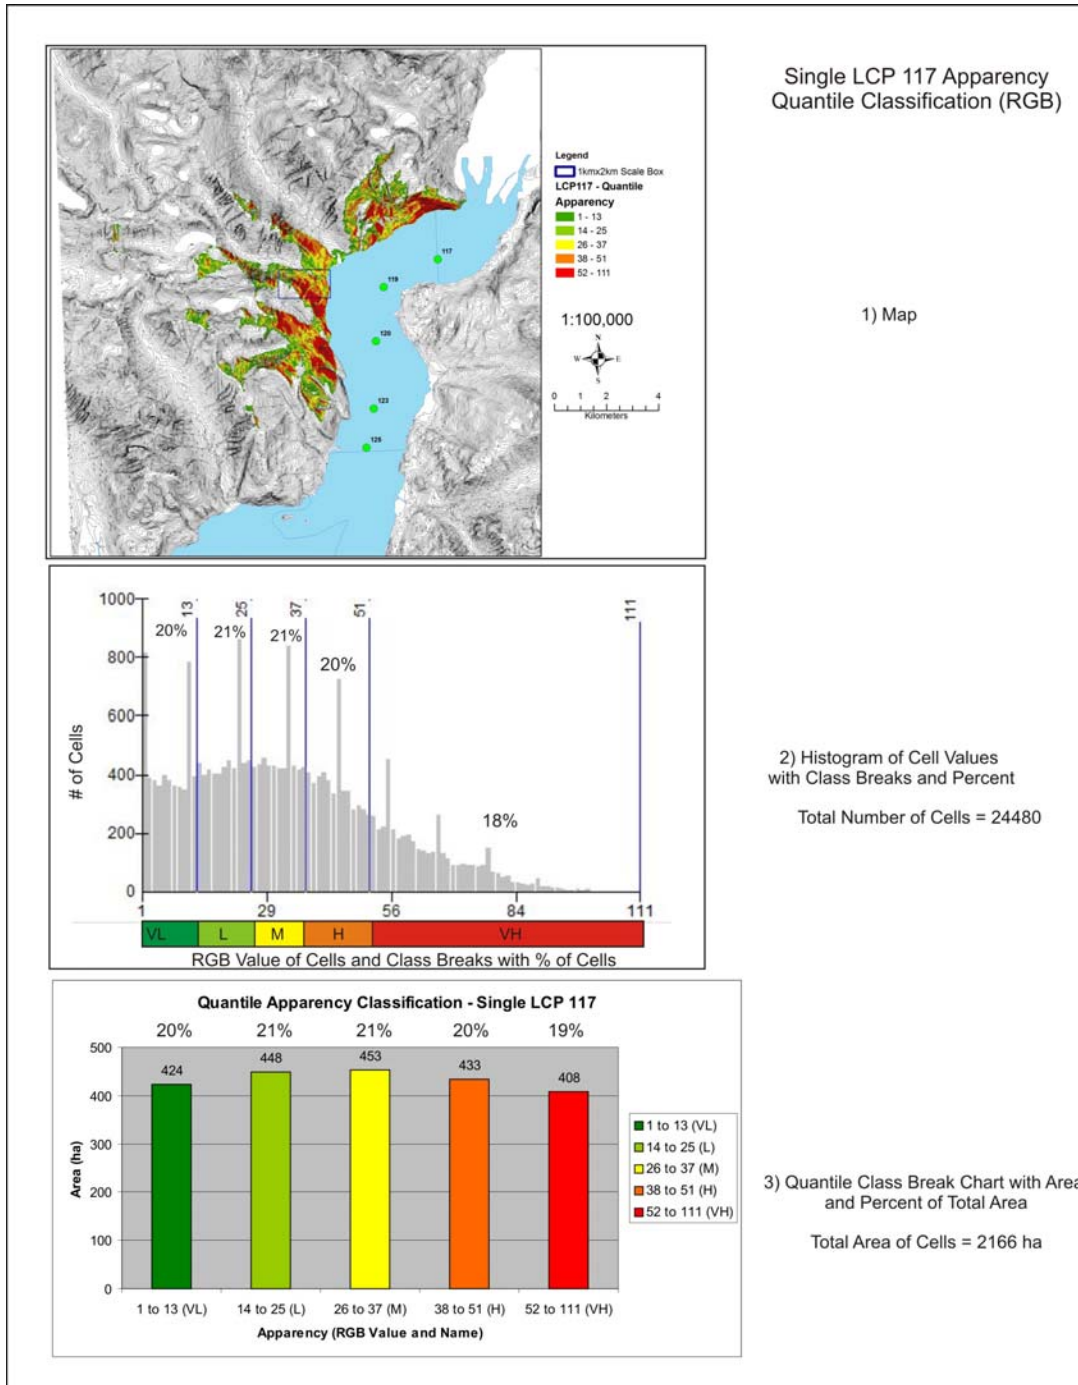 Single LCP 117 Apparency
Quantile Classification (RGB)
Legend
1kmx2km Scale Box
LCP117 - Quantile
Apparency
1 - 13
14 - 25
26 - 37
38 - 51
52 - 111
1:100,000
N
W E
S
0 1 2 4
Kilometers
117
119
120
123
125
1) Map
1000
800
600
400
200
0
# of Cells
13
25
37
51
111
20%
21%
21%
20%
18%
1
29
56
84
111
VL
L
M
H
VH
RGB Value of Cells and Class Breaks with % of Cells
2) Histogram of Cell Values
with Class Breaks and Percent
Total Number of Cells = 24480
Quantile Apparency Classification - Single LCP 117
20% 21% 21% 20% 19%
500
400
300
200
100
0
Area (ha)
424
448
453
433
408
1 to 13 (VL)
14 to 25 (L)
26 to 37 (M)
38 to 51 (H)
52 to 111 (VH)
1 to 13 (VL) 14 to 25 (L) 26 to 37 (M) 38 to 51 (H) 52 to 111 (VH)
Apparency (RGB Value and Name)
3) Quantile Class Break Chart with Area
and Percent of Total Area
Total Area of Cells = 2166 ha